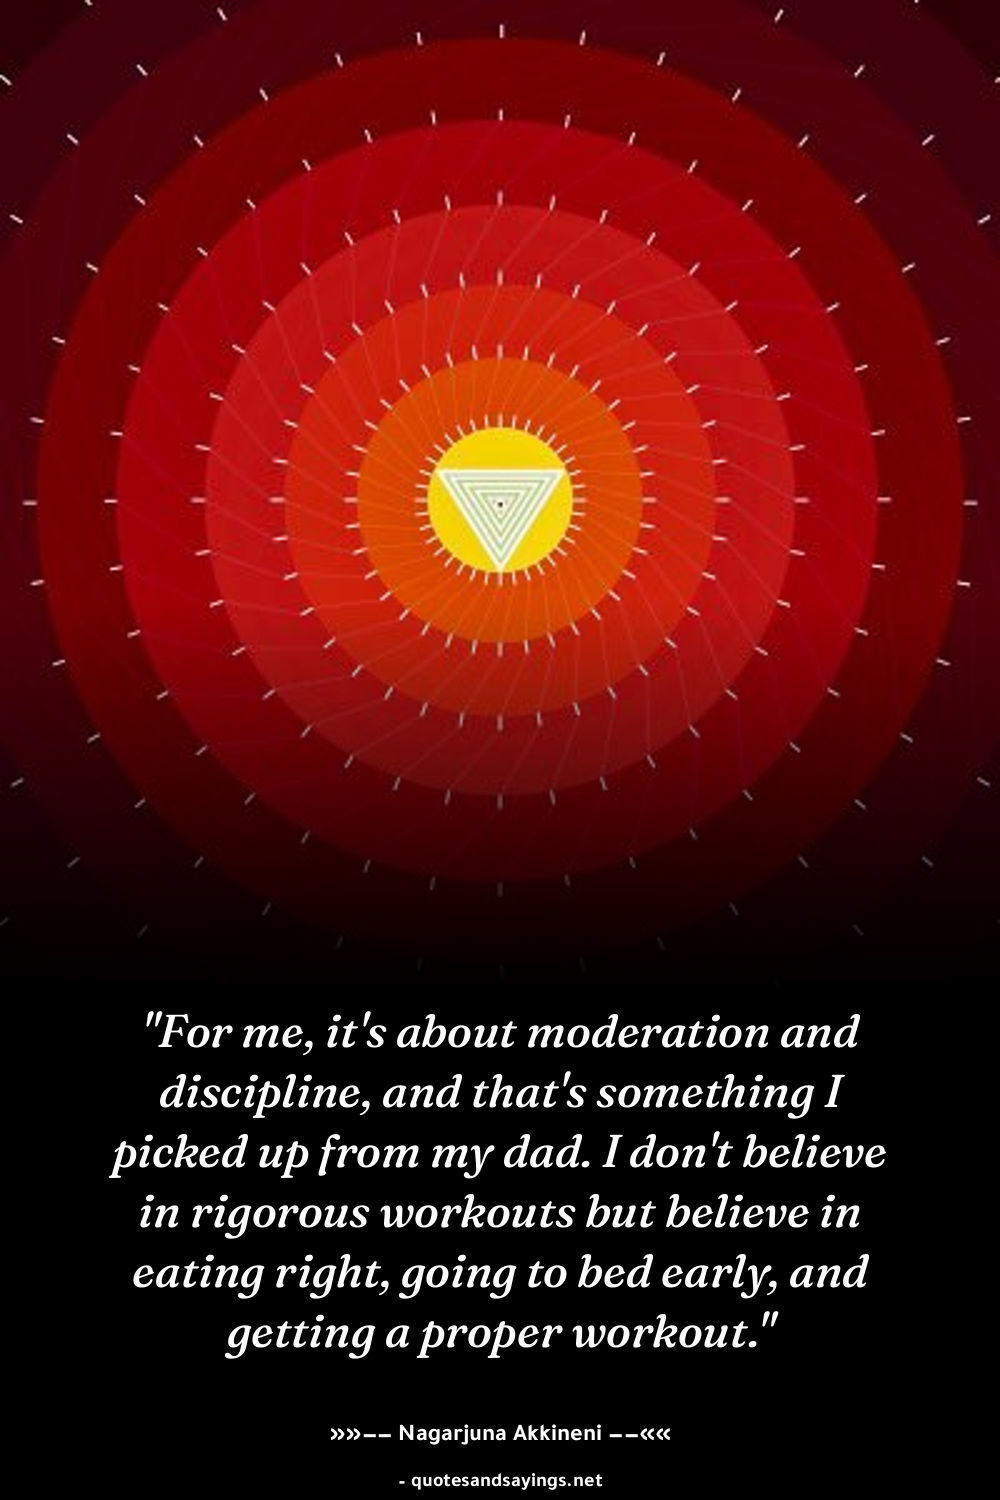 "For me, it's about moderation and
discipline, and that's something I
picked up from my dad. I don't believe
in rigorous workouts but believe in
eating right, going to bed early, and
getting a proper workout."
»»−− Nagarjuna Akkineni −−««
- quotesandsayings.net